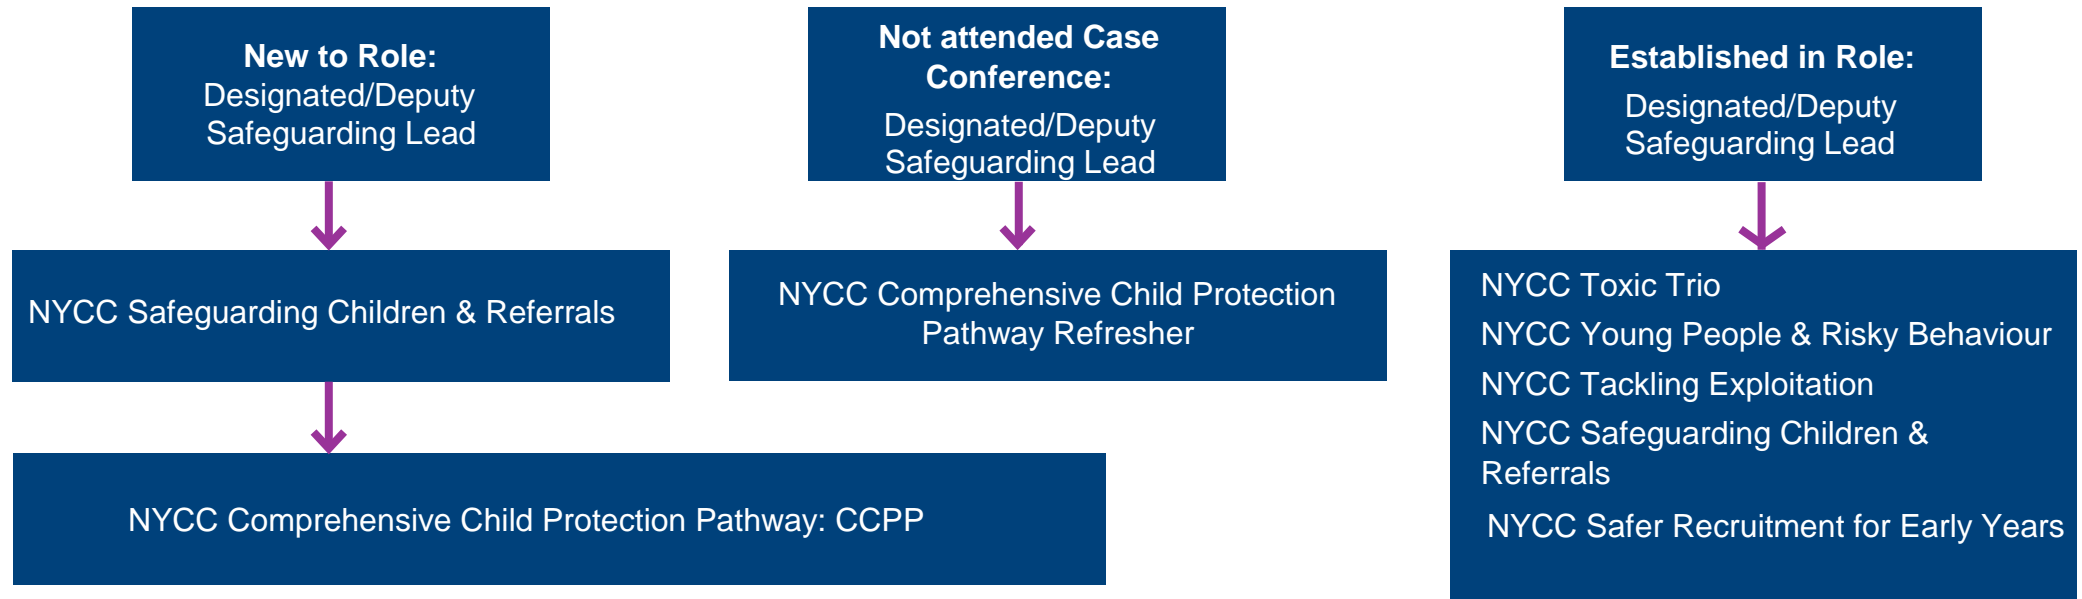 New to Role:
Designated/Deputy
Safeguarding Lead
Not attended Case
Conference:
Designated/Deputy
Safeguarding Lead
Established in Role:
Designated/Deputy
Safeguarding Lead
NYCC Safeguarding Children & Referrals
NYCC Comprehensive Child Protection
Pathway Refresher
NYCC Toxic Trio
NYCC Young People & Risky Behaviour
NYCC Tackling Exploitation
NYCC Safeguarding Children &
Referrals
NYCC Safer Recruitment for Early Years
NYCC Comprehensive Child Protection Pathway: CCPP